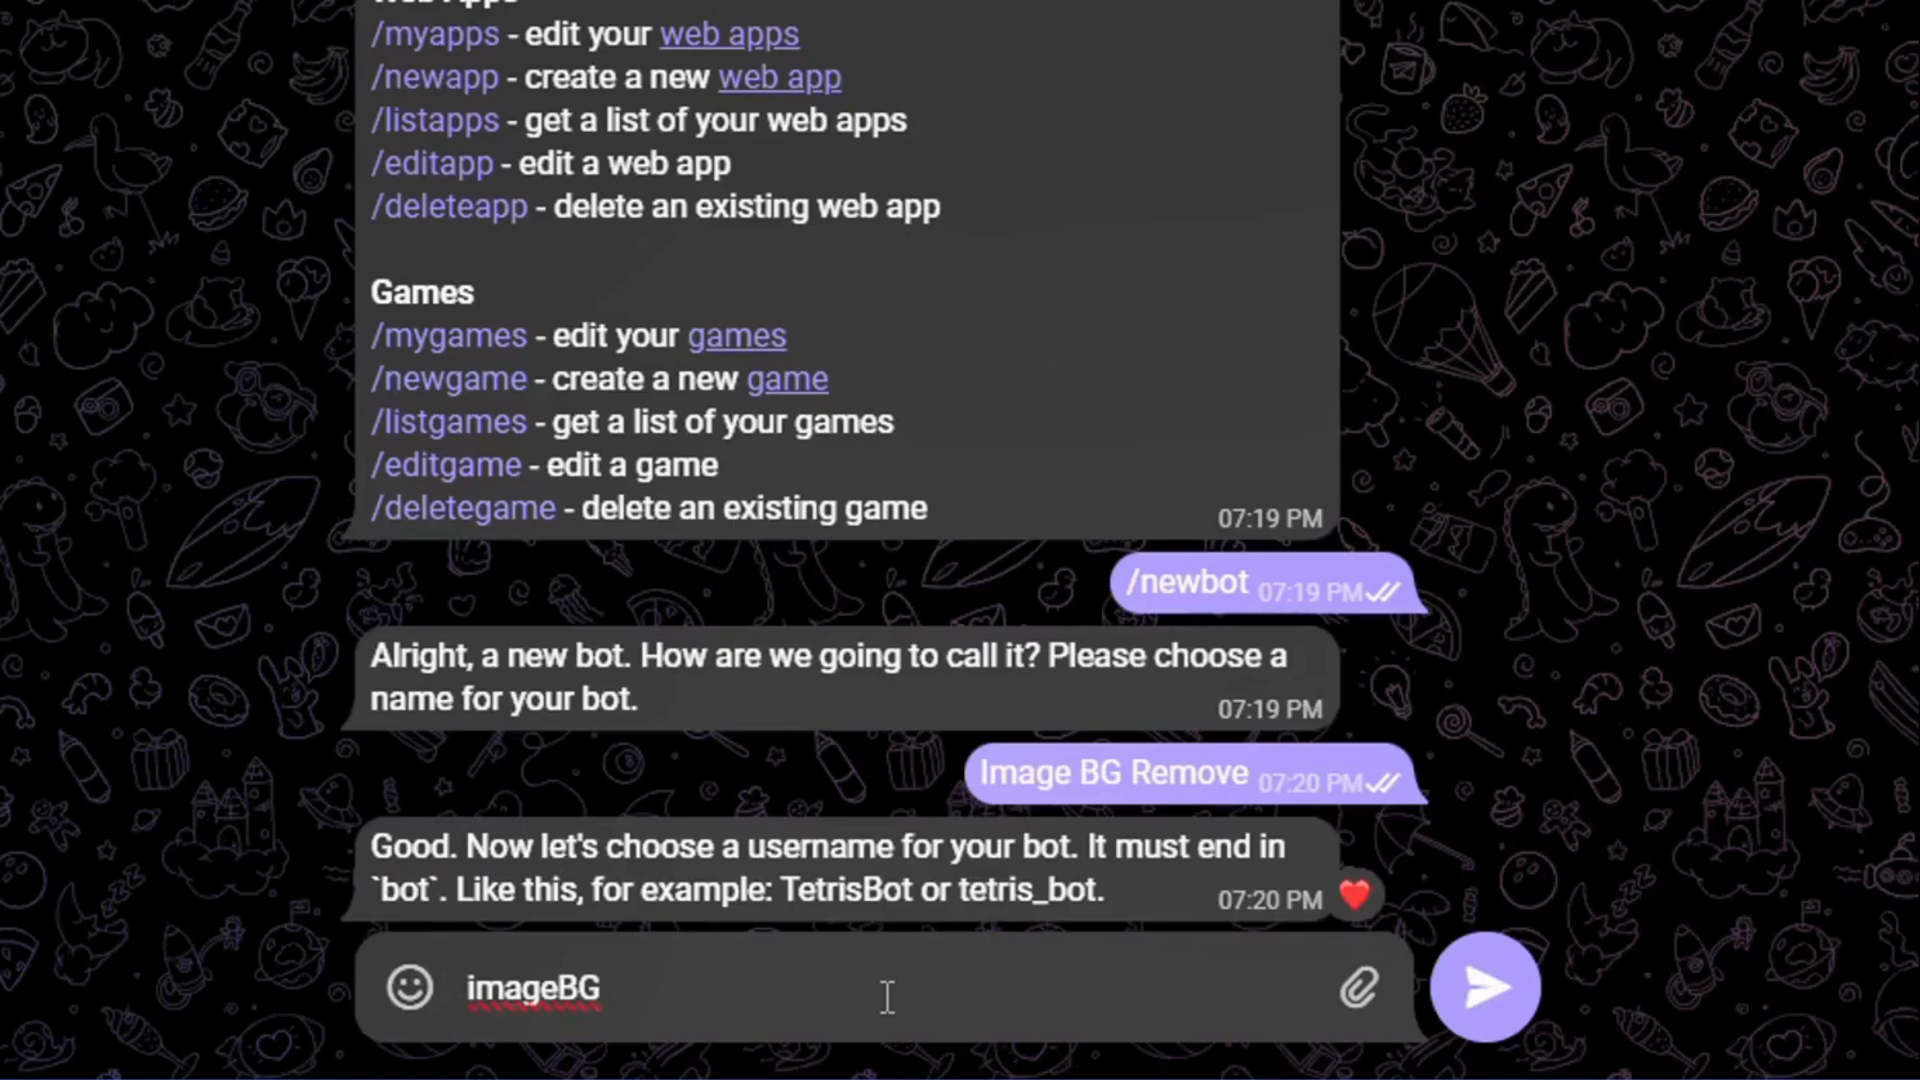 /myapps - edit your web apps
/newapp - create a new web app
/listapps - get a list of your web apps
/editapp - edit a web app
/deleteapp - delete an existing web app
Games
/mygames - edit your games
/newgame - create a new game
/listgames - get a list of your games
/editgame - edit a game
/deletegame - delete an existing game
07:19 PM
/newbot 07:19 PM
Alright, a new bot. How are we going to call it? Please choose a
name for your bot.
07:19 PM
Image BG Remove 07:20 PM
Good. Now let's choose a username for your bot. It must end in
`bot`. Like this, for example: TetrisBot or tetris_bot.
07:20 PM
imageBG